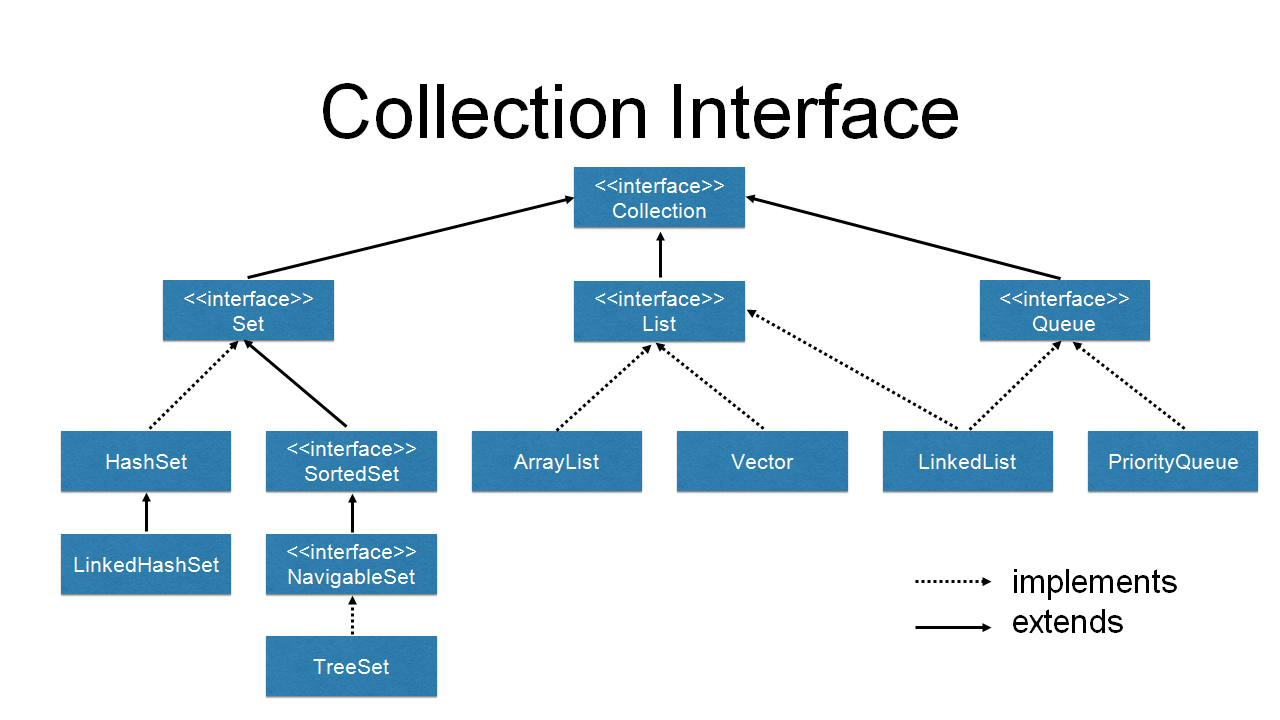 Collection Interface
<<interface>>
Collection
<<interface>>
Set
<<interface>>
List
<<interface>>
Queue
HashSet
<<interface>>
SortedSet
ArrayList
Vector
LinkedList
PriorityQueue
LinkedHashSet
<<interface>>
NavigableSet
TreeSet
implements
extends